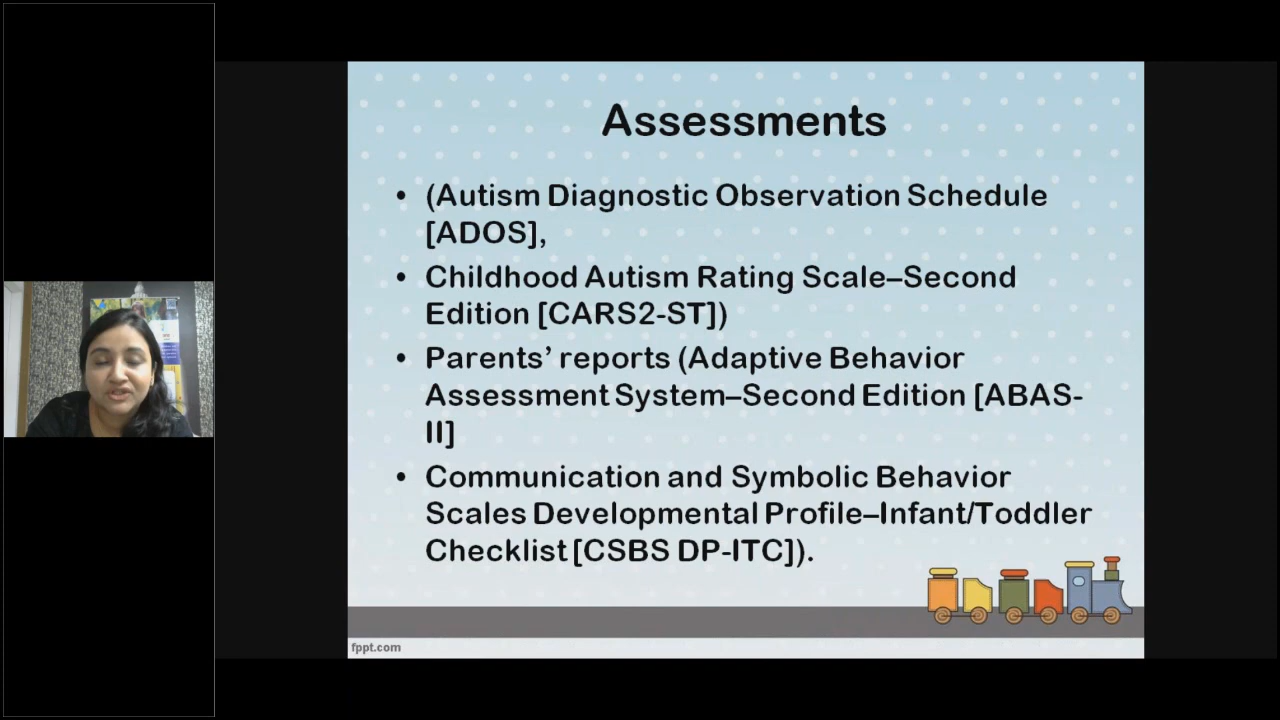 Assessments
• (Autism Diagnostic Observation Schedule
[ADOS],
• Childhood Autism Rating Scale–Second
Edition [CARS2-ST])
• Parents’ reports (Adaptive Behavior
Assessment System–Second Edition [ABAS-
II]
• Communication and Symbolic Behavior
Scales Developmental Profile–Infant/Toddler
Checklist [CSBS DP-ITC]).
fppt.com